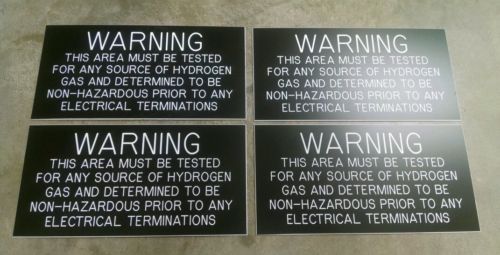 WARNING
THIS AREA MUST BE TESTED
FOR ANY SOURCE OF HYDROGEN
GAS AND DETERMINED TO BE
NON-HAZARDOUS PRIOR TO ANY
ELECTRICAL TERMINATIONS
WARNING
THIS AREA MUST BE TESTED
FOR ANY SOURCE OF HYDROGEN
GAS AND DETERMINED TO BE
NON-HAZARDOUS PRIOR TO ANY
ELECTRICAL TERMINATIONS
WARNING
THIS AREA MUST BE TESTED
FOR ANY SOURCE OF HYDROGEN
GAS AND DETERMINED TO BE
NON-HAZARDOUS PRIOR TO ANY
ELECTRICAL TERMINATIONS
WARNING
THIS AREA MUST BE TESTED
FOR ANY SOURCE OF HYDROGEN
GAS AND DETERMINED TO BE
NON-HAZARDOUS PRIOR TO ANY
ELECTRICAL TERMINATIONS